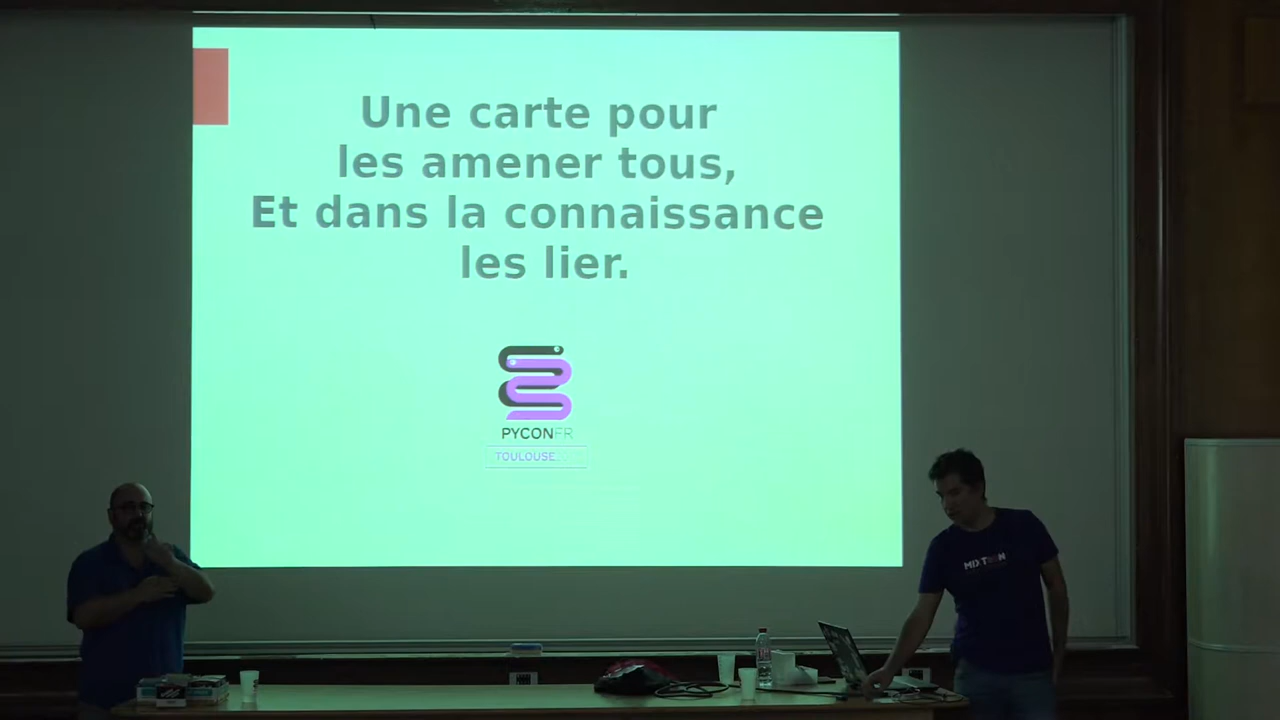 Une carte pour
les amener tous,
Et dans la connaissance
les lier.
PYCONFR
TOULOUSE